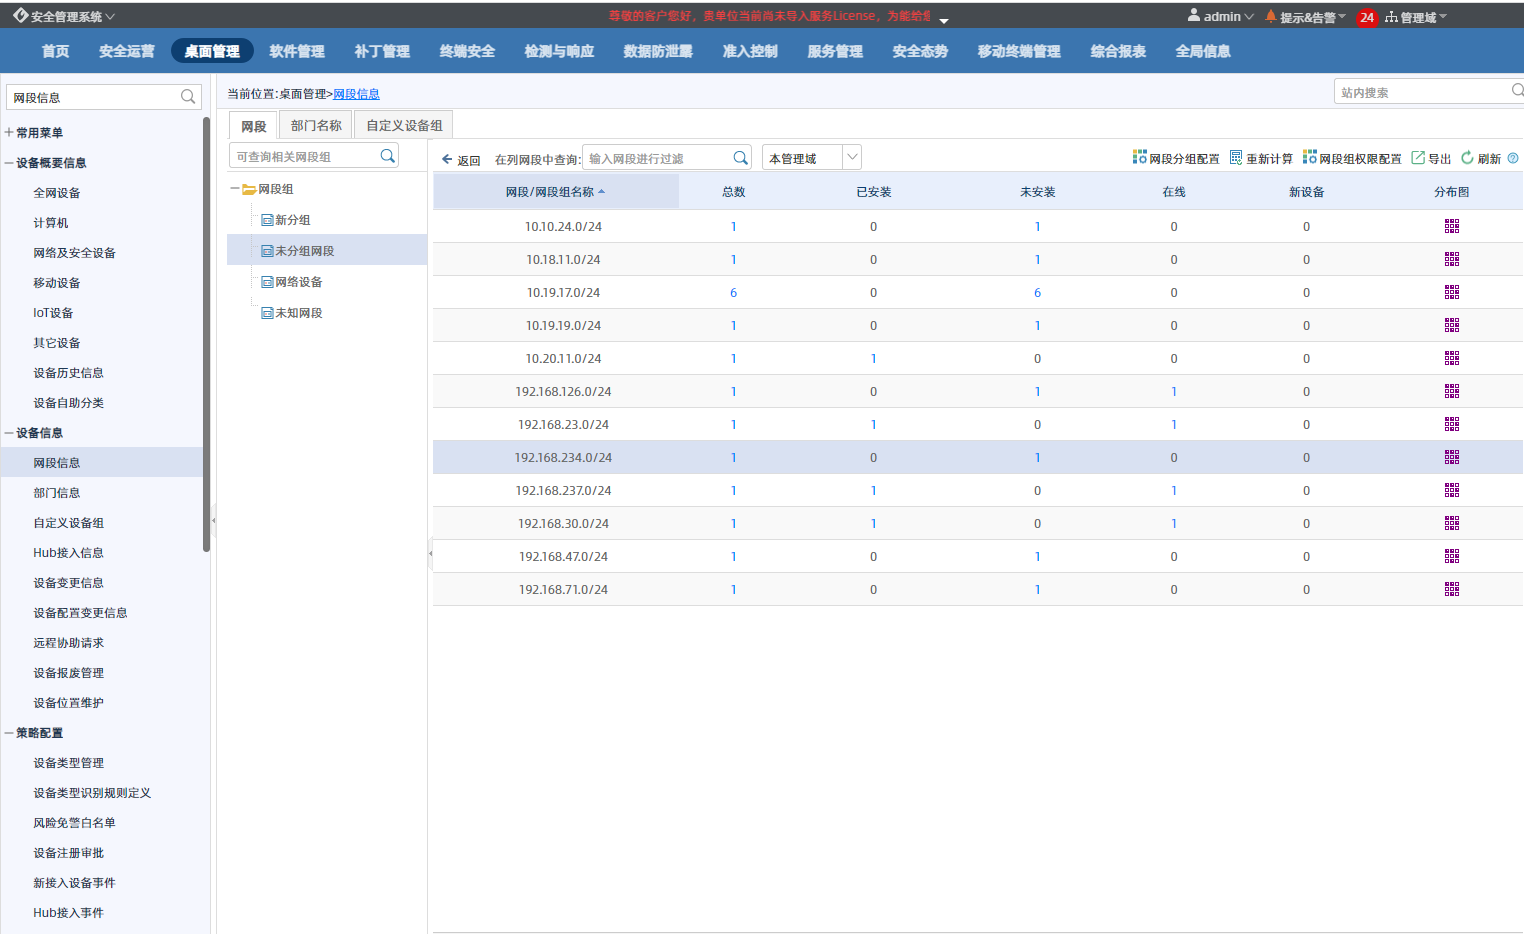 安全管理系统
尊敬的客户您好，贵单位当前尚未导入服务License，为能给您
admin
提示&告警
24
管理域
首页 安全运营 桌面管理 软件管理 补丁管理 终端安全 检测与响应 数据防泄露 准入控制 服务管理 安全态势 移动终端管理 综合报表 全局信息
网段信息
常用菜单
设备概要信息
全网设备
计算机
网络及安全设备
移动设备
IoT设备
其它设备
设备历史信息
设备自助分类
设备信息
网段信息
部门信息
自定义设备组
Hub接入信息
设备变更信息
设备配置变更信息
远程协助请求
设备报废管理
设备位置维护
策略配置
设备类型管理
设备类型识别规则定义
风险免警白名单
设备注册审批
新接入设备事件
Hub接入事件
当前位置:桌面管理>网段信息
站内搜索
网段 部门名称 自定义设备组
可查询相关网段组
网段组
新分组
未分组网段
网络设备
未知网段
返回 在列网段中查询: 输入网段进行过滤 本管理域 网段分组配置 重新计算 网段组权限配置 导出 刷新
网段/网段组名称 总数 已安装 未安装 在线 新设备 分布图
10.10.24.0/24 1 0 1 0 0
10.18.11.0/24 1 0 1 0 0
10.19.17.0/24 6 0 6 0 0
10.19.19.0/24 1 0 1 0 0
10.20.11.0/24 1 1 0 0 0
192.168.126.0/24 1 0 1 1 0
192.168.23.0/24 1 1 0 1 0
192.168.234.0/24 1 0 1 0 0
192.168.237.0/24 1 1 0 1 0
192.168.30.0/24 1 1 0 1 0
192.168.47.0/24 1 0 1 0 0
192.168.71.0/24 1 0 1 0 0